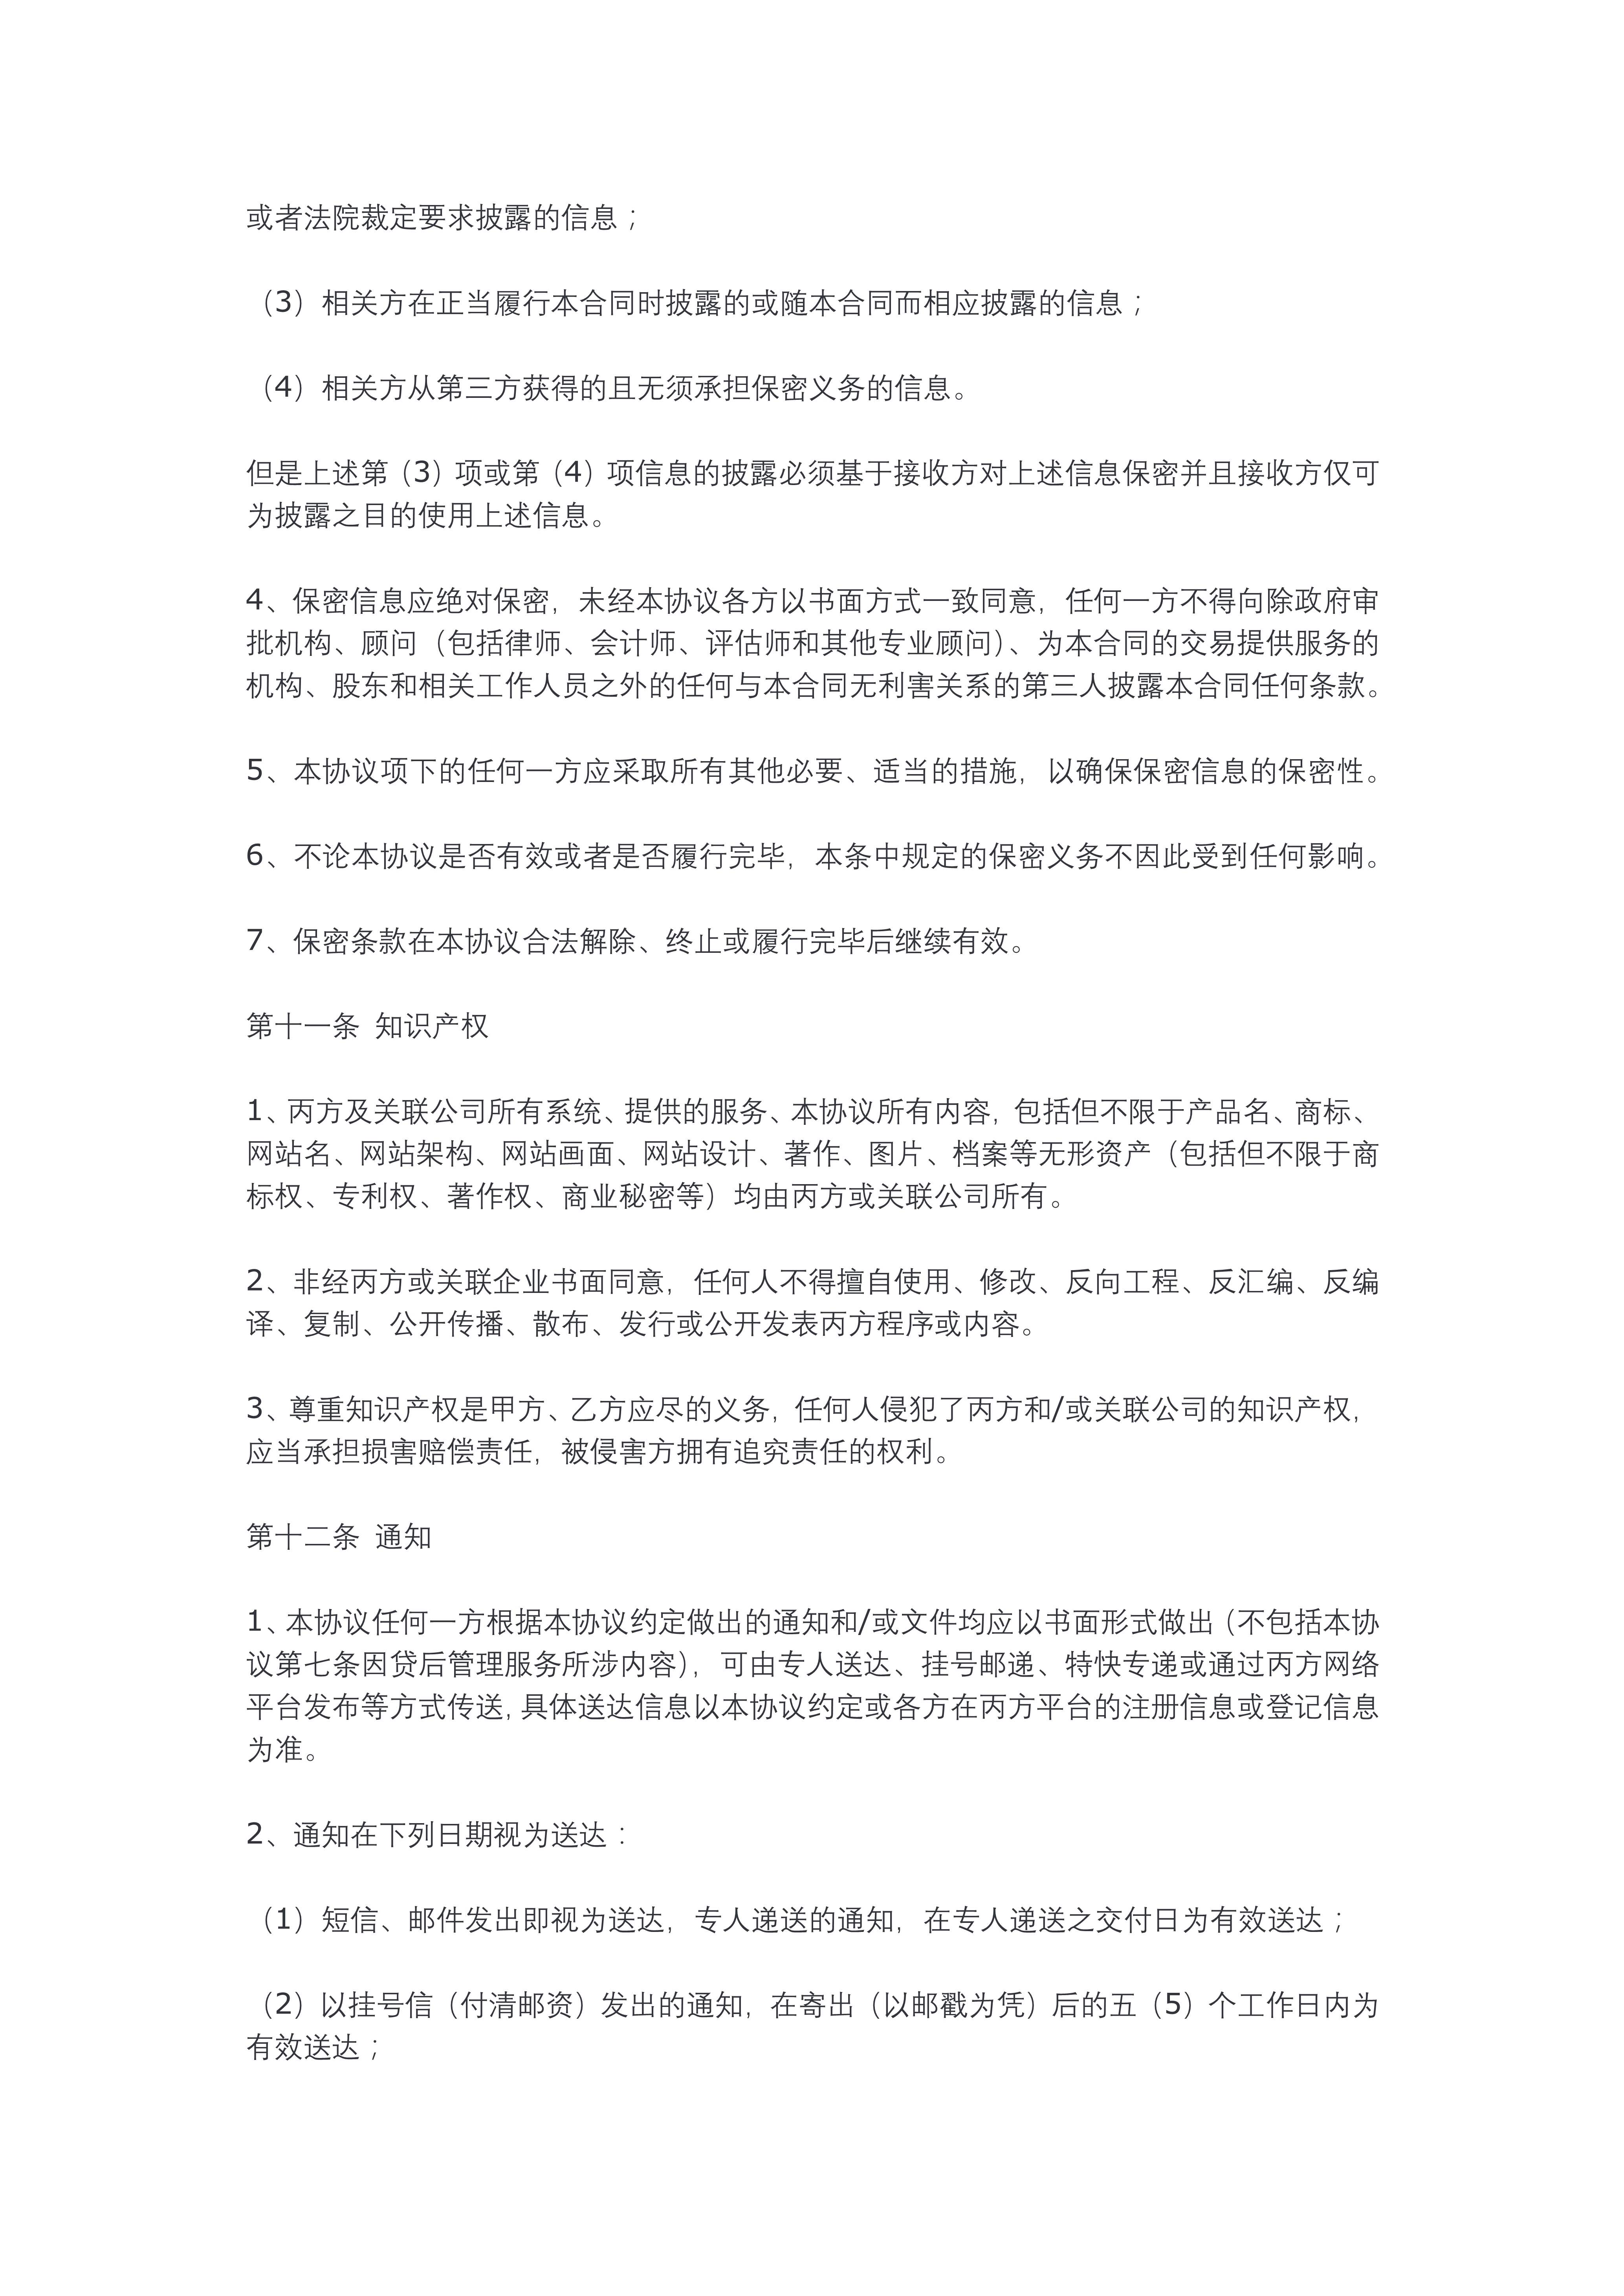 或者法院裁定要求披露的信息；
（3）相关方在正当履行本合同时披露的或随本合同而相应披露的信息；
（4）相关方从第三方获得的且无须承担保密义务的信息。
但是上述第（3）项或第（4）项信息的披露必须基于接收方对上述信息保密并且接收方仅可
为披露之目的使用上述信息。
4、保密信息应绝对保密，未经本协议各方以书面方式一致同意，任何一方不得向除政府审
批机构、顾问（包括律师、会计师、评估师和其他专业顾问）、为本合同的交易提供服务的
机构、股东和相关工作人员之外的任何与本合同无利害关系的第三人披露本合同任何条款。
5、本协议项下的任何一方应采取所有其他必要、适当的措施，以确保保密信息的保密性。
6、不论本协议是否有效或者是否履行完毕，本条中规定的保密义务不因此受到任何影响。
7、保密条款在本协议合法解除、终止或履行完毕后继续有效。
第十一条 知识产权
1、丙方及关联公司所有系统、提供的服务、本协议所有内容，包括但不限于产品名、商标、
网站名、网站架构、网站画面、网站设计、著作、图片、档案等无形资产（包括但不限于商
标权、专利权、著作权、商业秘密等）均由丙方或关联公司所有。
2、非经丙方或关联企业书面同意，任何人不得擅自使用、修改、反向工程、反汇编、反编
译、复制、公开传播、散布、发行或公开发表丙方程序或内容。
3、尊重知识产权是甲方、乙方应尽的义务，任何人侵犯了丙方和/或关联公司的知识产权，
应当承担损害赔偿责任，被侵害方拥有追究责任的权利。
第十二条 通知
1、本协议任何一方根据本协议约定做出的通知和/或文件均应以书面形式做出（不包括本协
议第七条因贷后管理服务所涉内容），可由专人送达、挂号邮递、特快专递或通过丙方网络
平台发布等方式传送，具体送达信息以本协议约定或各方在丙方平台的注册信息或登记信息
为准。
2、通知在下列日期视为送达：
（1）短信、邮件发出即视为送达，专人递送的通知，在专人递送之交付日为有效送达；
（2）以挂号信（付清邮资）发出的通知，在寄出（以邮戳为凭）后的五（5）个工作日内为
有效送达；